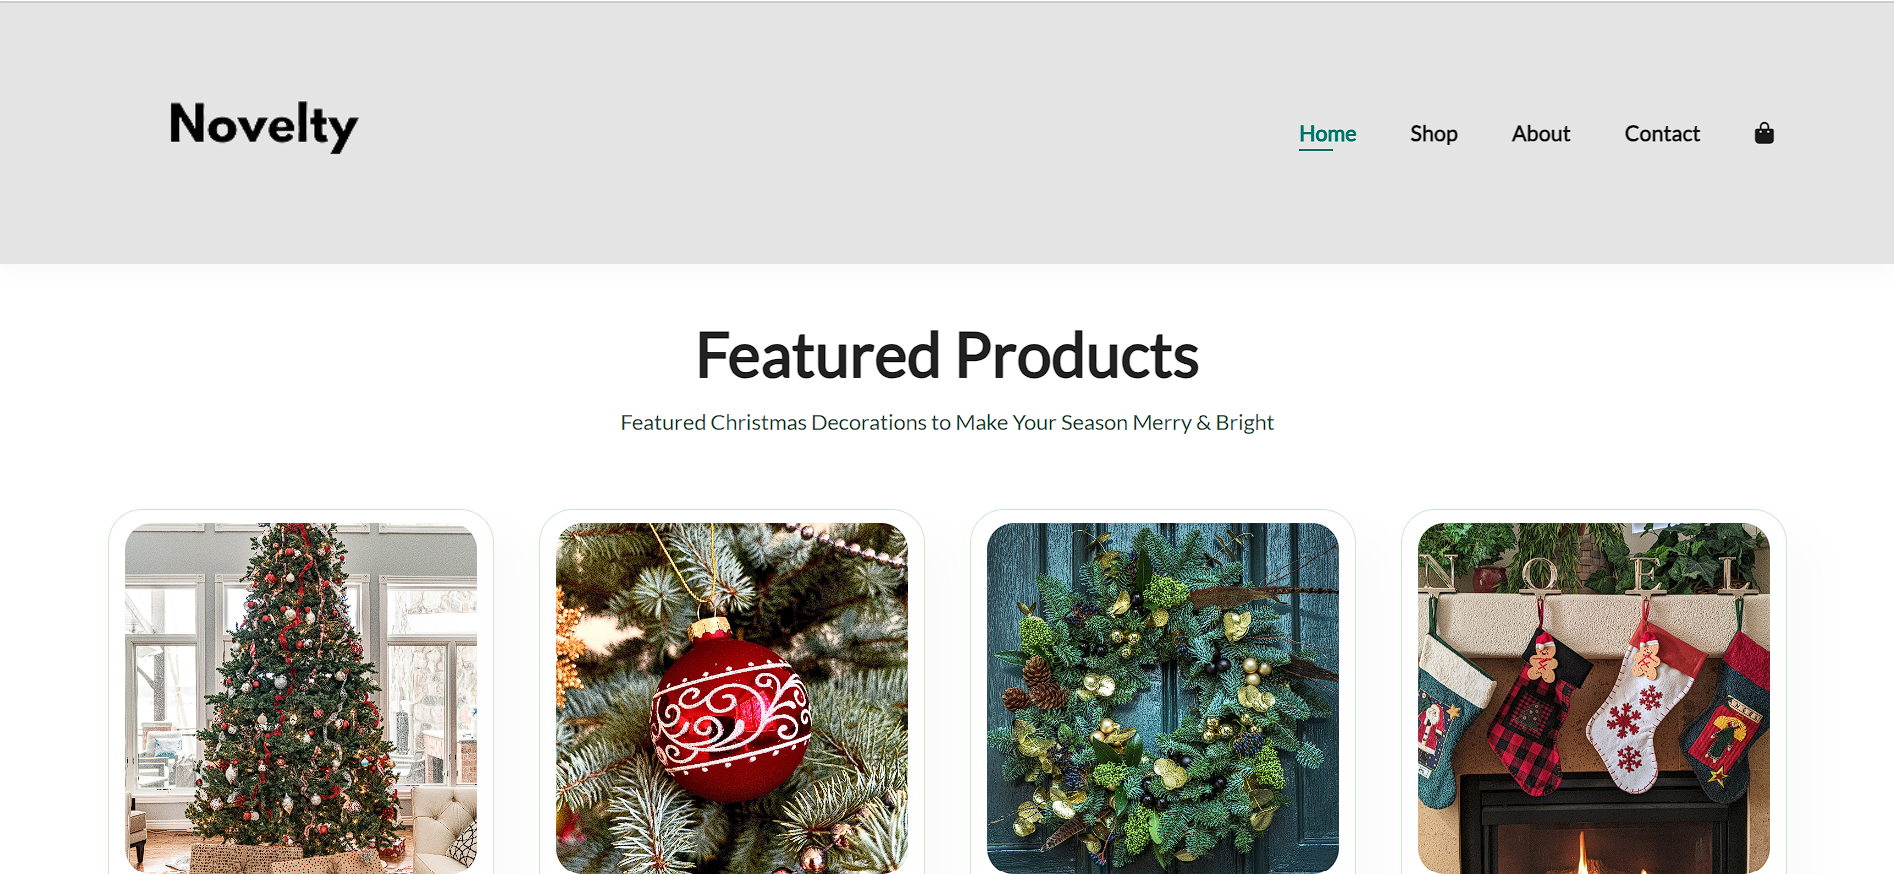 Novelty
Home Shop About Contact
Featured Products
Featured Christmas Decorations to Make Your Season Merry & Bright
N O E L